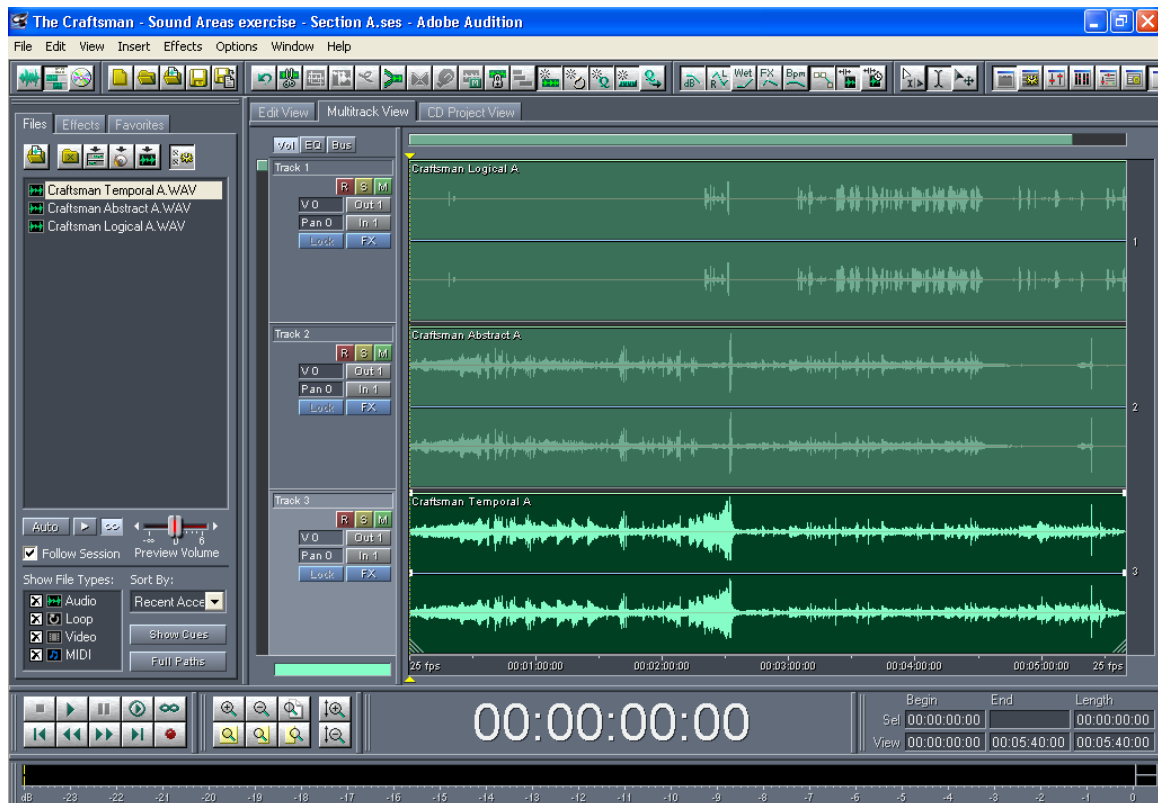 The Craftsman - Sound Areas exercise - Section A.ses - Adobe Audition
File Edit View Insert Effects Options Window Help
Wet FX Bpm
Files Effects Favorites
Edit View Multitrack View CD Project View
Vol EQ Bus
Craftsman Temporal A.WAV
Craftsman Abstract A.WAV
Craftsman Logical A.WAV
Track 1
R S M
V 0 Out 1
Pan 0 In 1
Lock FX
Craftsman Logical A
1
Track 2
R S M
V 0 Out 1
Pan 0 In 1
Lock FX
Craftsman Abstract A
2
Track 3
R S M
V 0 Out 1
Pan 0 In 1
Lock FX
Craftsman Temporal A
3
Auto
-∞ 0 6
Follow Session Preview Volume
Show File Types: Sort By:
Audio Recent Acce
Loop
Video Show Cues
MIDI Full Paths
25 fps 00:01:00:00 00:02:00:00 00:03:00:00 00:04:00:00 00:05:00:00 25 fps
00:00:00:00
Begin End Length
Sel 00:00:00:00 00:00:00:00
View 00:00:00:00 00:05:40:00 00:05:40:00
dB -23 -22 -21 -20 -19 -18 -17 -16 -15 -14 -13 -12 -11 -10 -9 -8 -7 -6 -5 -4 -3 -2 -1 0